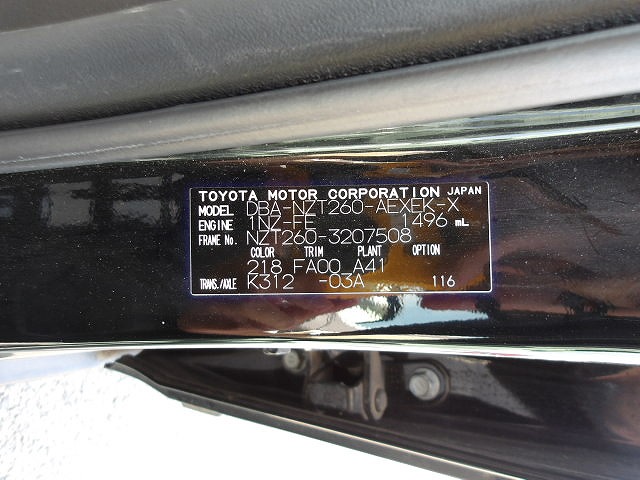 TOYOTA MOTOR CORPORATION JAPAN
MODEL DBA-NZT260-AEXEK-X
ENGINE 1NZ-FE 1496 mL
FRAME No. NZT260-3207508
COLOR TRIM PLANT OPTION
218 FA00 A41
TRANS./AXLE K312 -03A 116